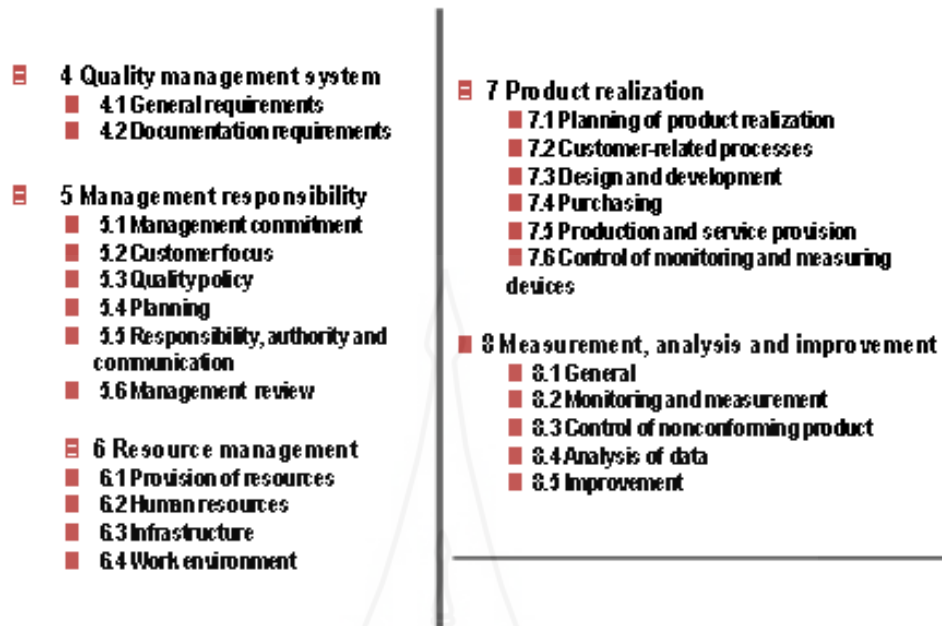 4 Quality management system
4.1 General requirements
4.2 Documentation requirements
5 Management responsibility
5.1 Management commitment
5.2 Customer focus
5.3 Quality policy
5.4 Planning
5.5 Responsibility, authority and
communication
5.6 Management review
6 Resource management
6.1 Provision of resources
6.2 Human resources
6.3 Infrastructure
6.4 Work environment
7 Product realization
7.1 Planning of product realization
7.2 Customer-related processes
7.3 Design and development
7.4 Purchasing
7.5 Production and service provision
7.6 Control of monitoring and measuring
devices
8 Measurement, analysis and improvement
8.1 General
8.2 Monitoring and measurement
8.3 Control of nonconforming product
8.4 Analysis of data
8.5 Improvement